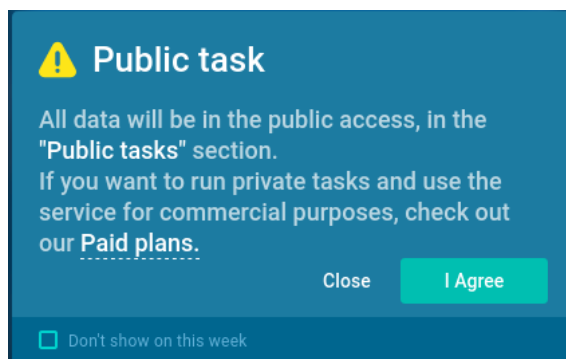 Public task
All data will be in the public access, in the
"Public tasks" section.
If you want to run private tasks and use the
service for commercial purposes, check out
our Paid plans.
Close
I Agree
Don't show on this week